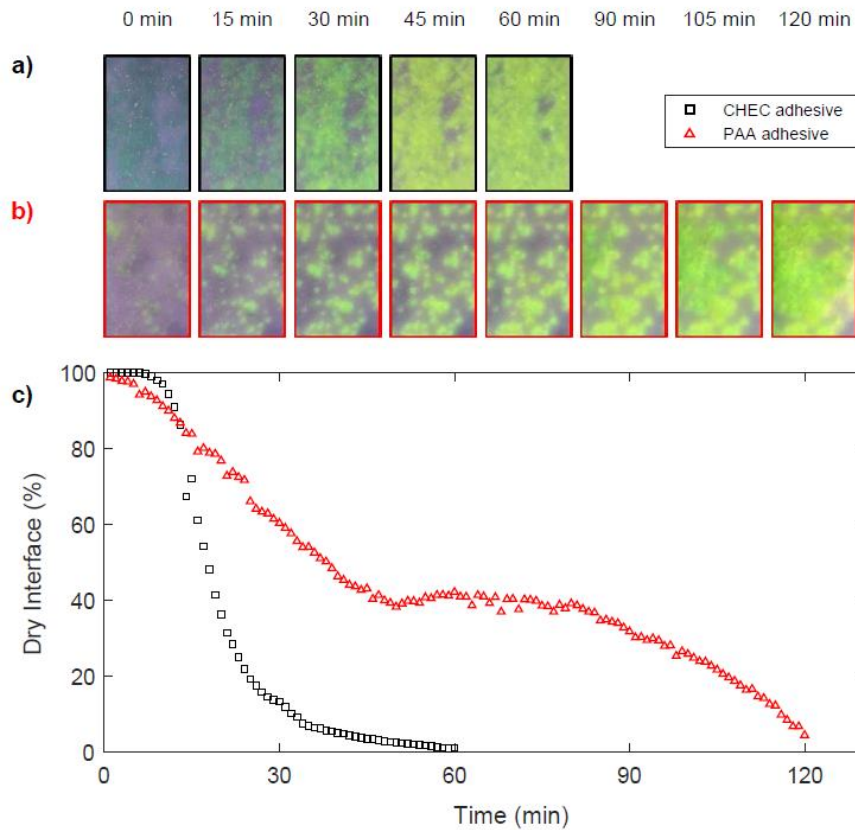 0 min 15 min 30 min 45 min 60 min 90 min 105 min 120 min
a)
CHEC adhesive
PAA adhesive
b)
c)
100
80
60
40
20
0
Dry Interface (%)
0 30 60 90 120
Time (min)